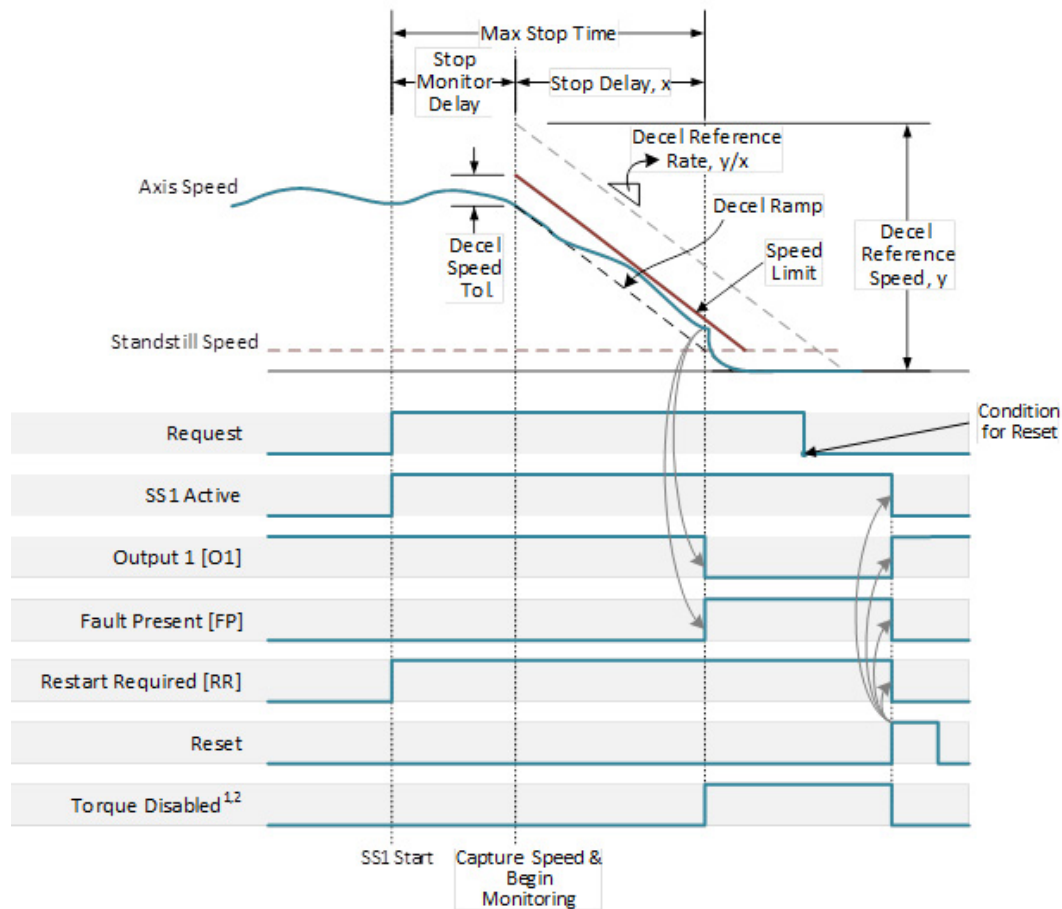 Max Stop Time
Stop
Monitor
Delay
Stop Delay, x
Decel Reference
Rate, y/x
Axis Speed
Decel Ramp
Decel
Speed
Tol.
Speed
Limit
Decel
Reference
Speed, y
Standstill Speed
Condition
for Reset
Request
SS1 Active
Output 1 [O1]
Fault Present [FP]
Restart Required [RR]
Reset
Torque Disabled1,2
SS1 Start
Capture Speed &
Begin
Monitoring